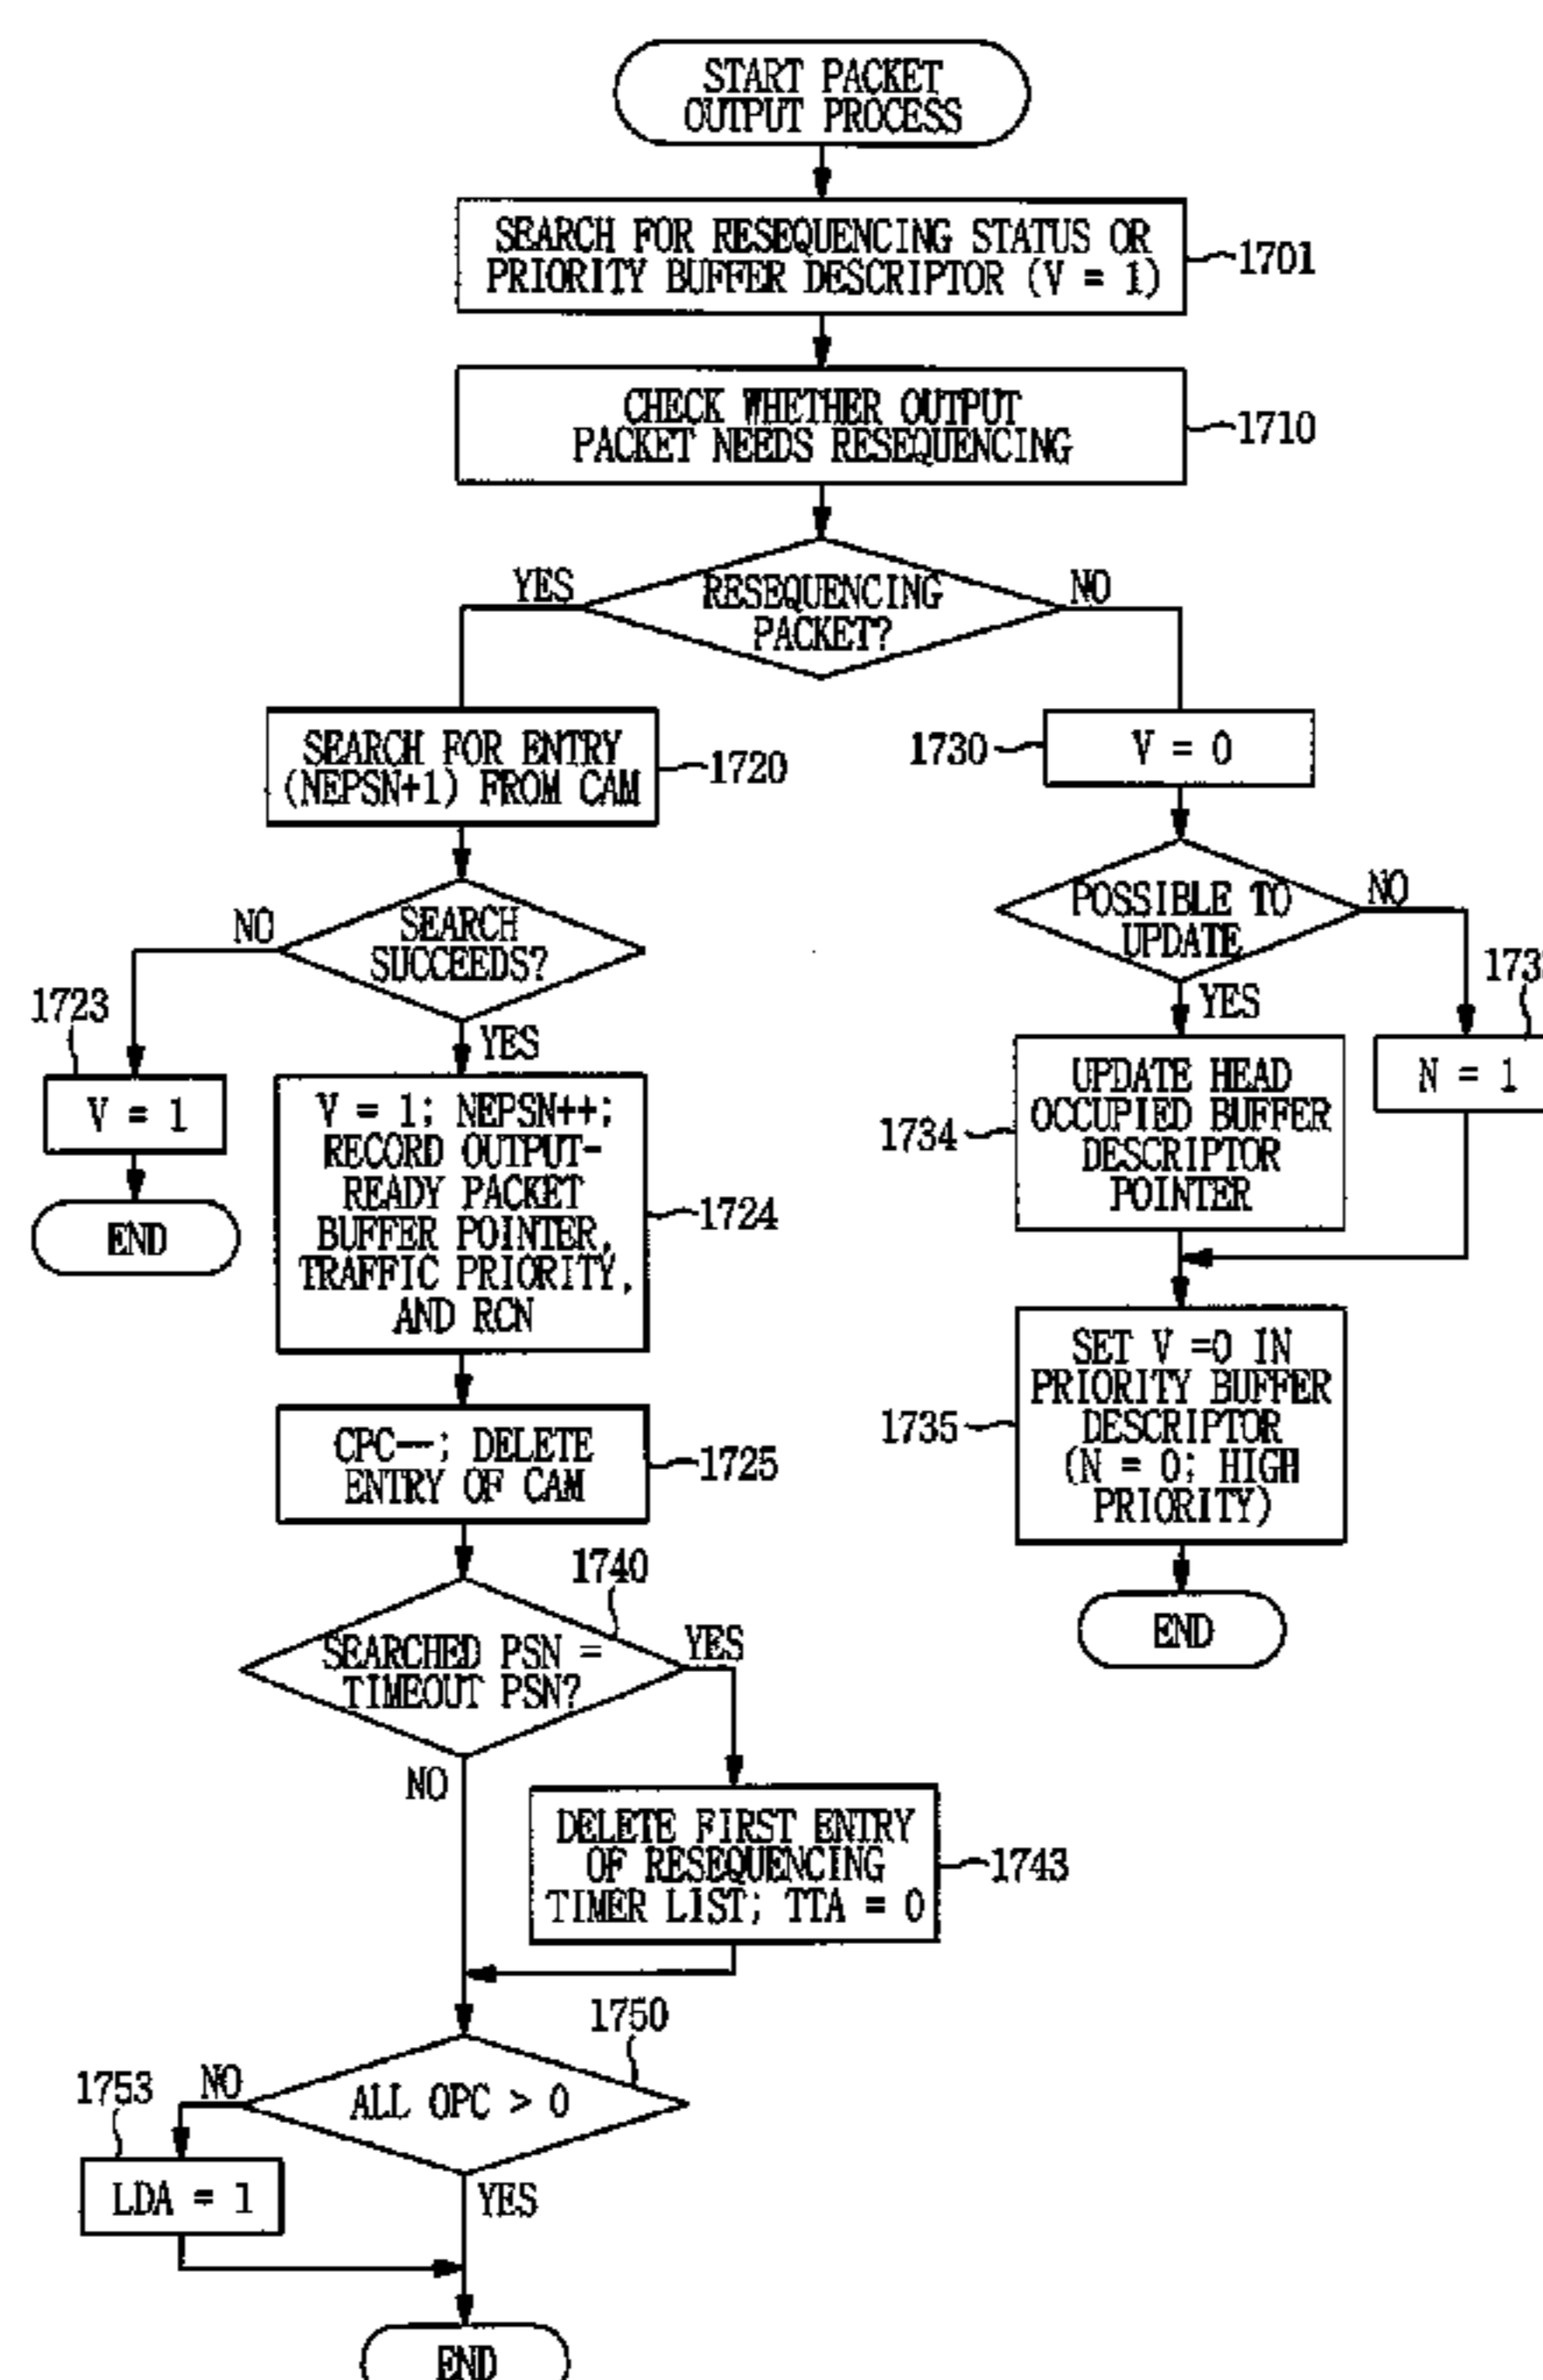 START PACKET
OUTPUT PROCESS
SEARCH FOR RESEQUENCING STATUS OR
PRIORITY BUFFER DESCRIPTOR (V = 1)
1701
CHECK WHETHER OUTPUT
PACKET NEEDS RESEQUENCING
1710
YES
RESEQUENCING
PACKET?
NO
SEARCH FOR ENTRY
(NEPSN+1) FROM CAM
1720
1730
V = 0
NO
SEARCH
SUCCEEDS?
YES
POSSIBLE TO
UPDATE
NO
YES
1723
V = 1
END
V = 1; NEPSN++;
RECORD OUTPUT-
READY PACKET
BUFFER POINTER,
TRAFFIC PRIORITY,
AND RCN
1724
1734
UPDATE HEAD
OCCUPIED BUFFER
DESCRIPTOR
POINTER
N = 1
CPC--; DELETE
ENTRY OF CAM
1725
1735
SET V =0 IN
PRIORITY BUFFER
DESCRIPTOR
(N = 0; HIGH
PRIORITY)
END
1740
SEARCHED PSN =
TIMEOUT PSN?
YES
NO
DELETE FIRST ENTRY
OF RESEQUENCING
TIMER LIST; TTA = 0
1743
1750
ALL OPC > 0
NO
1753
LDA = 1
YES
END